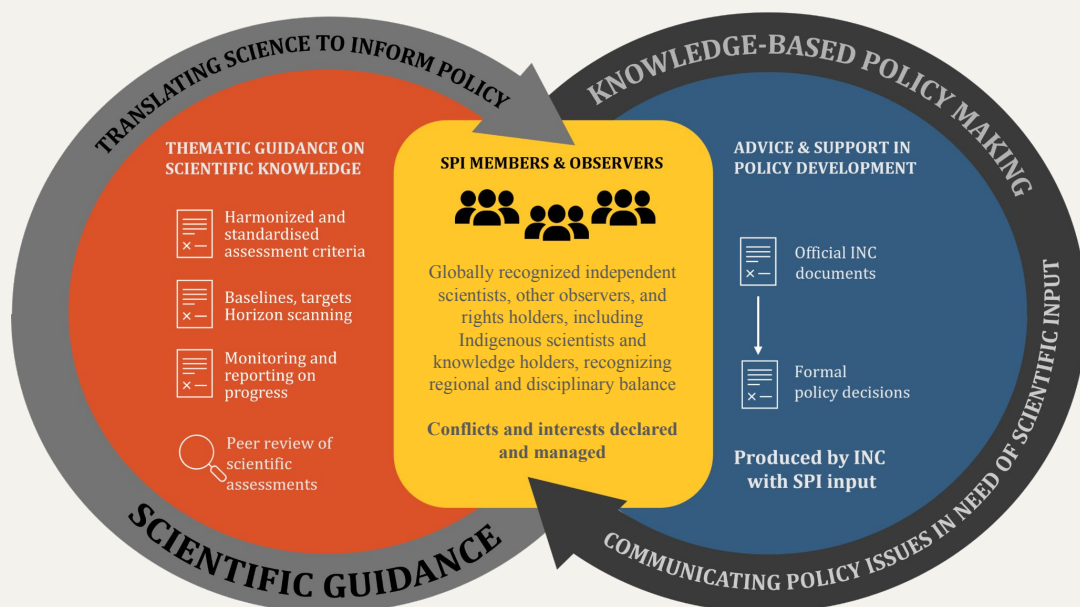 TRANSLATING SCIENCE TO INFORM POLICY
THEMATIC GUIDANCE ON
SCIENTIFIC KNOWLEDGE
Harmonized and
standardised
assessment criteria
Baselines, targets
Horizon scanning
Monitoring and
reporting on
progress
Peer review of
scientific
assessments
SCIENTIFIC GUIDANCE
SPI MEMBERS & OBSERVERS
Globally recognized independent
scientists, other observers, and
rights holders, including
Indigenous scientists and
knowledge holders, recognizing
regional and disciplinary balance
Conflicts and interests declared
and managed
KNOWLEDGE-BASED POLICY MAKING
ADVICE & SUPPORT IN
POLICY DEVELOPMENT
Official INC
documents
Formal
policy decisions
Produced by INC
with SPI input
COMMUNICATING POLICY ISSUES IN NEED OF SCIENTIFIC INPUT